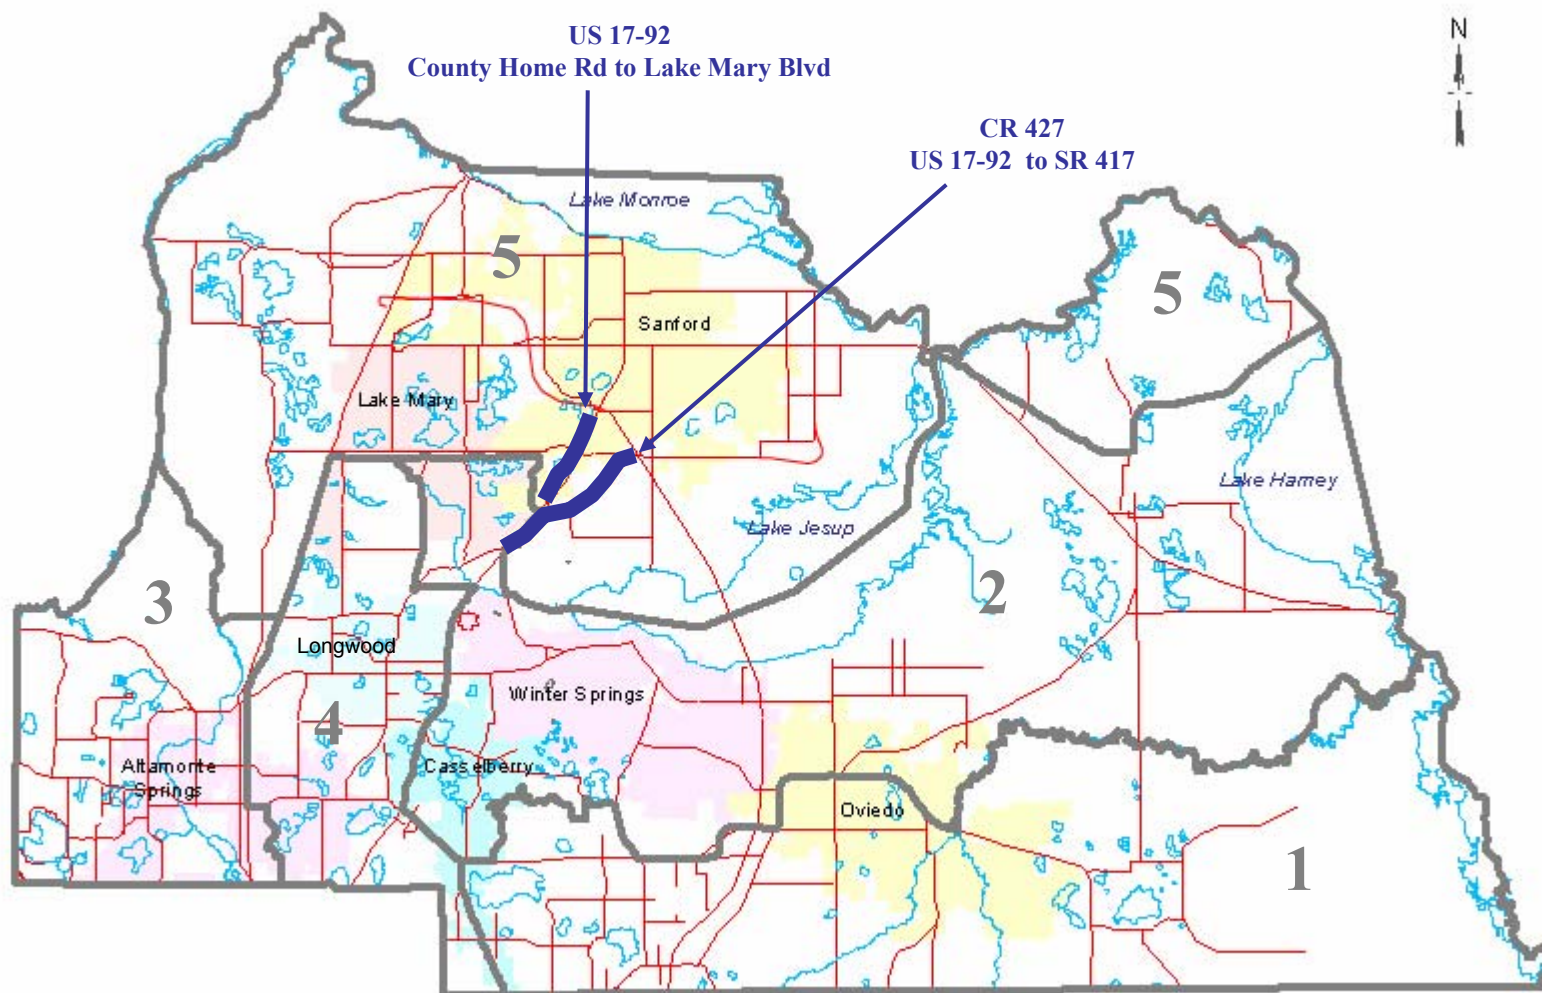 US 17-92
County Home Rd to Lake Mary Blvd
N
CR 427
US 17-92 to SR 417
Lake Monroe
5
5
Sanford
Lake Mary
Lake Harney
Lake Jesup
3
2
Longwood
Winter Springs
4
Casselberry
Altamonte
Springs
Oviedo
1